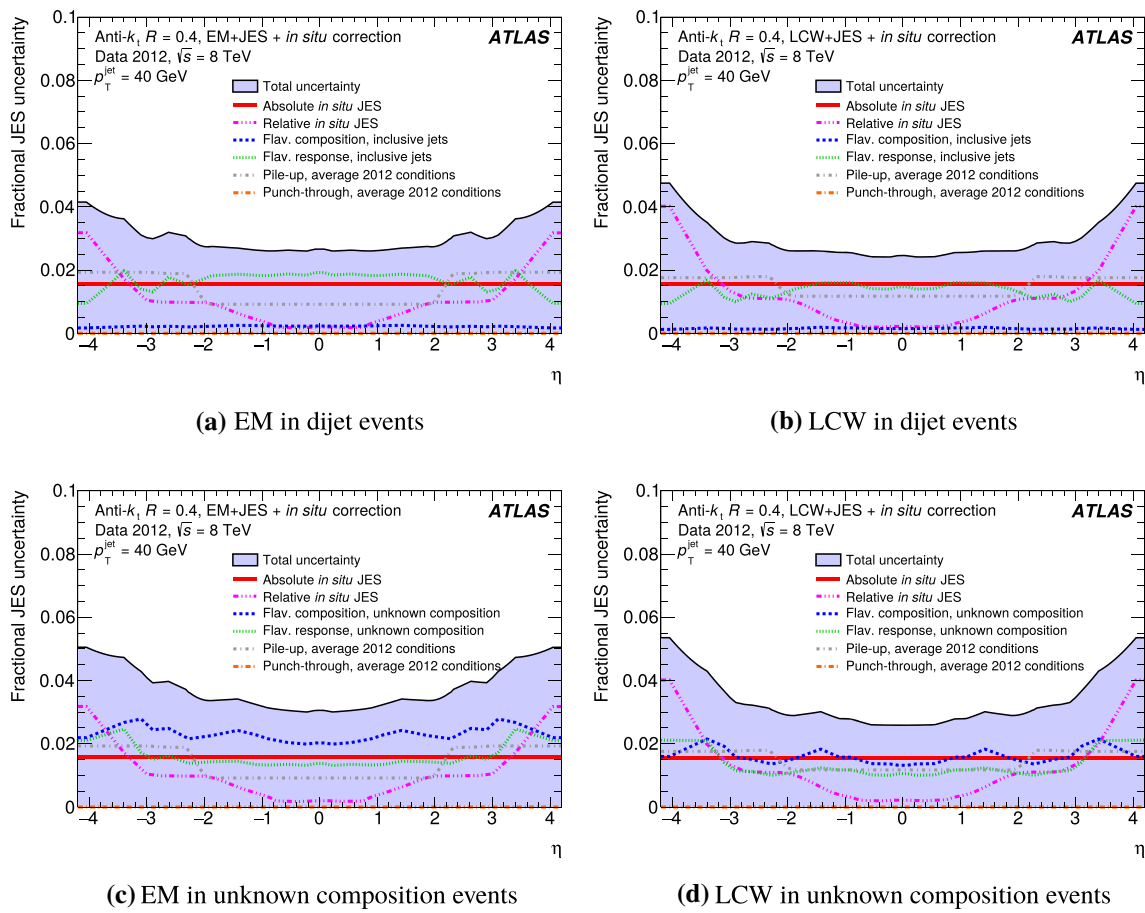 Fractional JES uncertainty
0.1
0.08
0.06
0.04
0.02
0
Anti-kt R = 0.4, EM+JES + in situ correction
ATLAS
Data 2012, √s = 8 TeV
pTjet = 40 GeV
Total uncertainty
Absolute in situ JES
Relative in situ JES
Flav. composition, inclusive jets
Flav. response, inclusive jets
Pile-up, average 2012 conditions
Punch-through, average 2012 conditions
−4 −3 −2 −1 0 1 2 3 4
η
(a) EM in dijet events
Fractional JES uncertainty
0.1
0.08
0.06
0.04
0.02
0
Anti-kt R = 0.4, LCW+JES + in situ correction
ATLAS
Data 2012, √s = 8 TeV
pTjet = 40 GeV
Total uncertainty
Absolute in situ JES
Relative in situ JES
Flav. composition, inclusive jets
Flav. response, inclusive jets
Pile-up, average 2012 conditions
Punch-through, average 2012 conditions
−4 −3 −2 −1 0 1 2 3 4
η
(b) LCW in dijet events
Fractional JES uncertainty
0.1
0.08
0.06
0.04
0.02
0
Anti-kt R = 0.4, EM+JES + in situ correction
ATLAS
Data 2012, √s = 8 TeV
pTjet = 40 GeV
Total uncertainty
Absolute in situ JES
Relative in situ JES
Flav. composition, unknown composition
Flav. response, unknown composition
Pile-up, average 2012 conditions
Punch-through, average 2012 conditions
−4 −3 −2 −1 0 1 2 3 4
η
(c) EM in unknown composition events
Fractional JES uncertainty
0.1
0.08
0.06
0.04
0.02
0
Anti-kt R = 0.4, LCW+JES + in situ correction
ATLAS
Data 2012, √s = 8 TeV
pTjet = 40 GeV
Total uncertainty
Absolute in situ JES
Relative in situ JES
Flav. composition, unknown composition
Flav. response, unknown composition
Pile-up, average 2012 conditions
Punch-through, average 2012 conditions
−4 −3 −2 −1 0 1 2 3 4
η
(d) LCW in unknown composition events